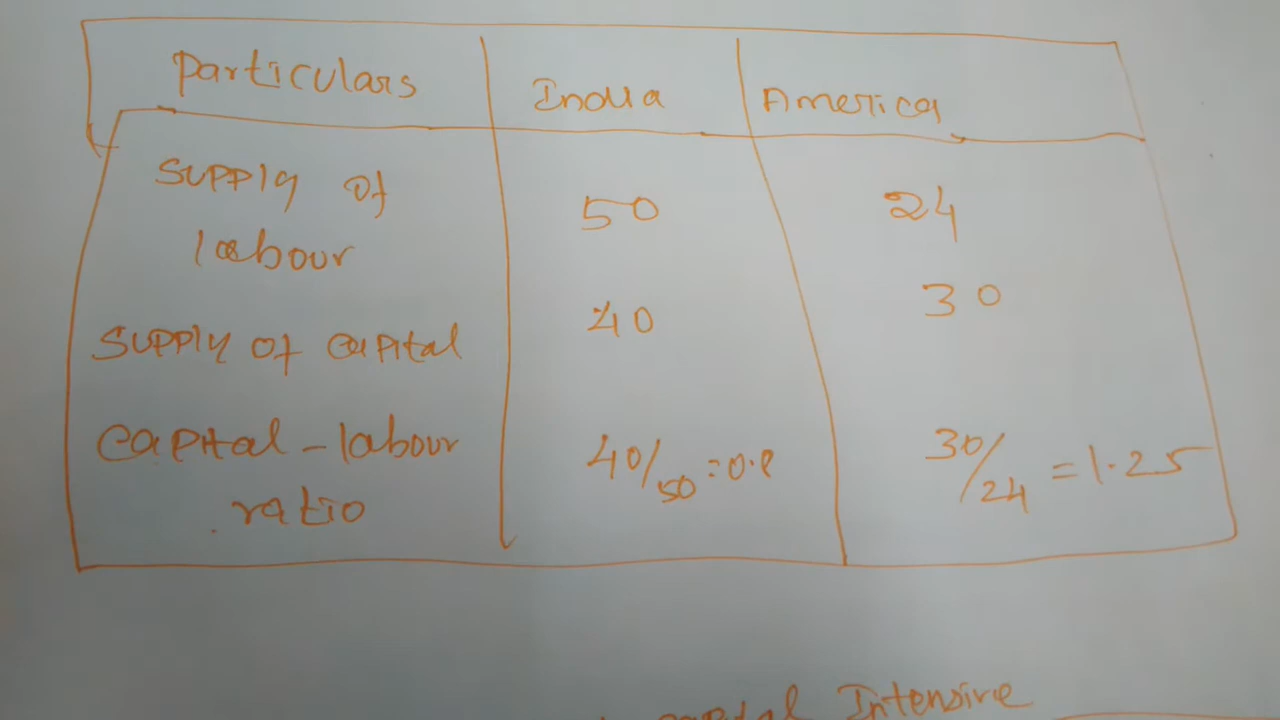 Particulars India America
Supply of 50 24
labour
Supply of capital 40 30
Capital - labour 40/50 = 0.8 30/24 = 1.25
ratio
capital Intensive